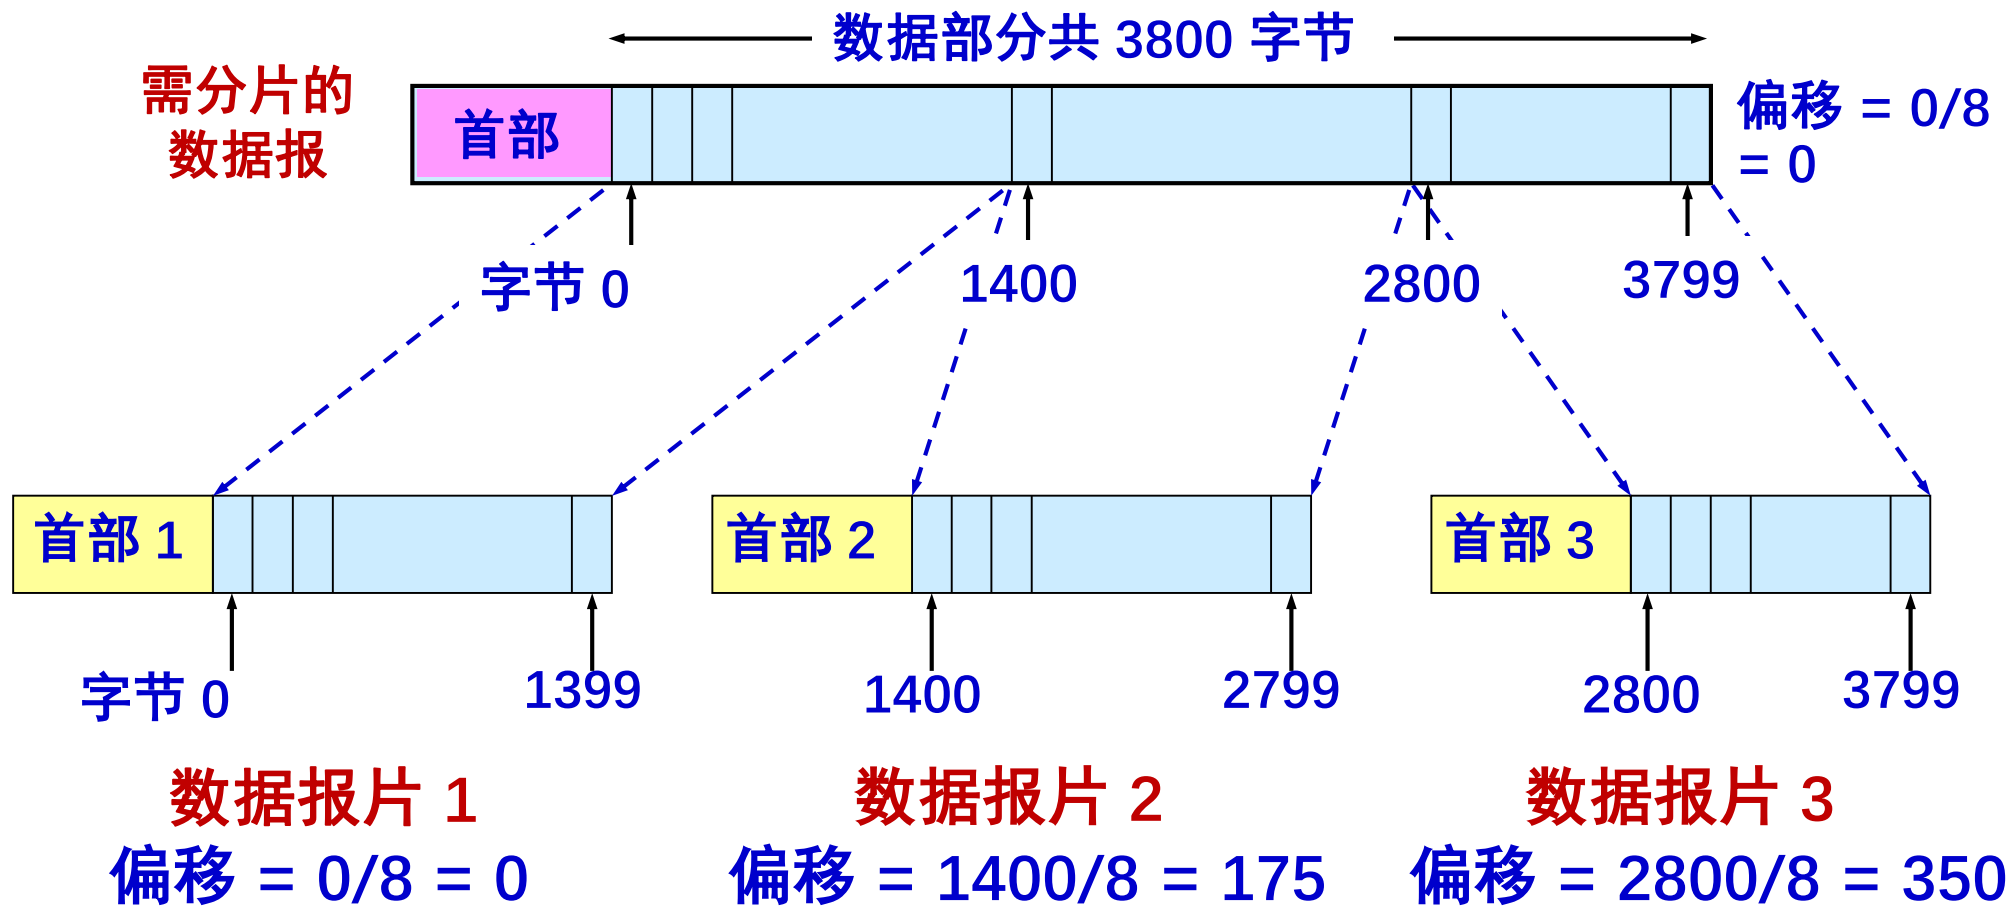 数据部分共 3800 字节
需分片的
数据报
首部
偏移 = 0/8
= 0
字节 0
1400
2800
3799
首部 1
首部 2
首部 3
字节 0
1399
1400
2799
2800
3799
数据报片 1
偏移 = 0/8 = 0
数据报片 2
偏移 = 1400/8 = 175
数据报片 3
偏移 = 2800/8 = 350